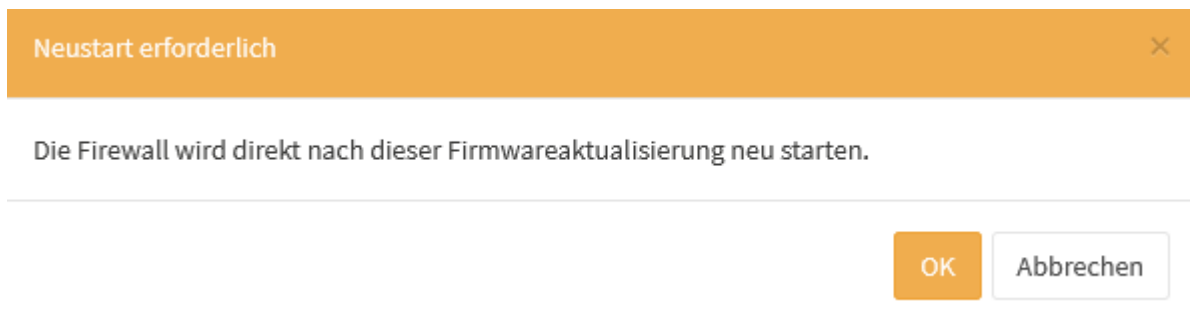 Neustart erforderlich ×
Die Firewall wird direkt nach dieser Firmwareaktualisierung neu starten.
OK Abbrechen